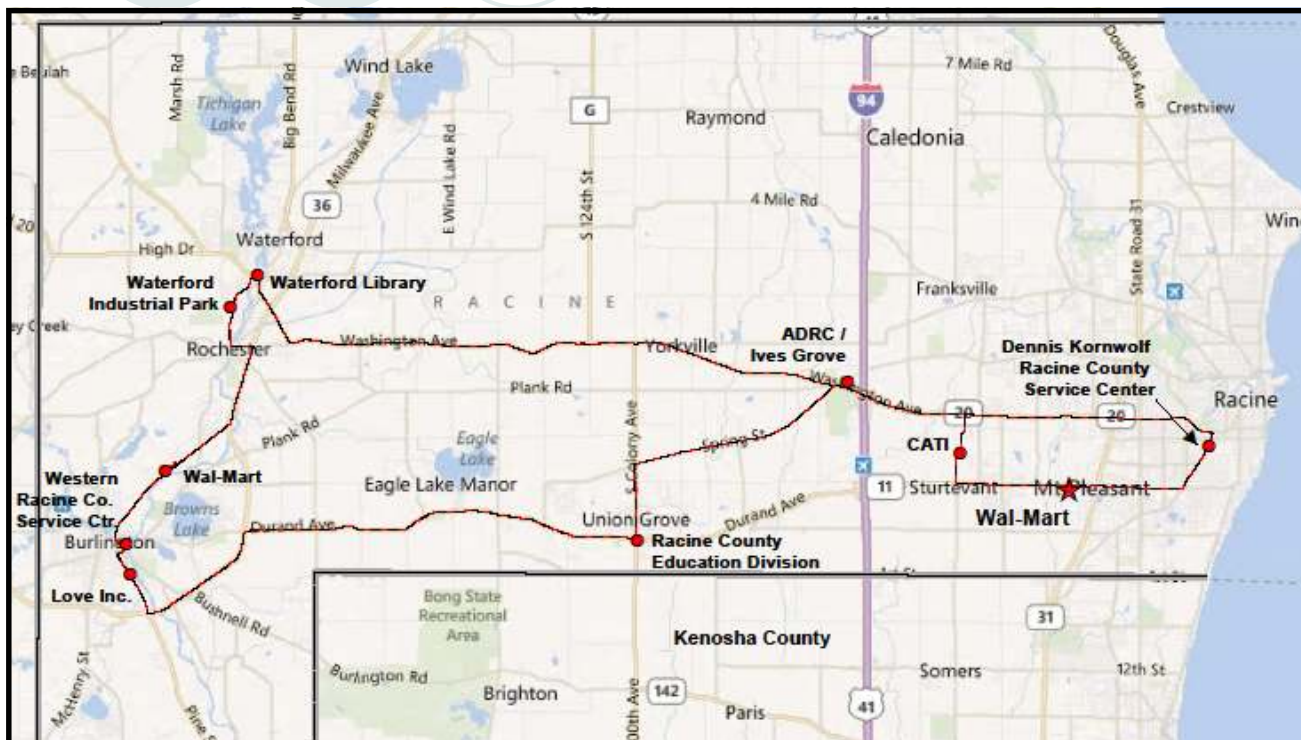 Wind Lake
7 Mile Rd
Beulah
Marsh Rd
Tichigan
Lake
Big Bend Rd
Milwaukee Ave
G
Raymond
94
Caledonia
Douglas Ave
Crestview
36
E Wind Lake Rd
S 124th St
4 Mile Rd
State Road 31
20
High Dr
Waterford
Waterford
Industrial Park
Waterford Library
RACINE
Franksville
ey Creek
Rochester
Washington Ave
Yorkville
ADRC /
Ives Grove
Dennis Kornwolf
Racine County
Service Center
Plank Rd
Washington Ave
20
20
Racine
Plank Rd
Eagle
Lake
S Colony Ave
Spring St
CATI
Wal-Mart
Western
Racine Co.
Service Ctr.
Browns
Lake
Eagle Lake Manor
11
Sturtevant
Mt Pleasant
Wal-Mart
Burlington
Durand Ave
Union Grove
Durand Ave
Racine County
Education Division
Love Inc.
Bushnell Rd
Bong State
Recreational
Area
Kenosha County
31
McHenry St
Burlington Rd
Brighton
142
Somers
12th St
Paris
41